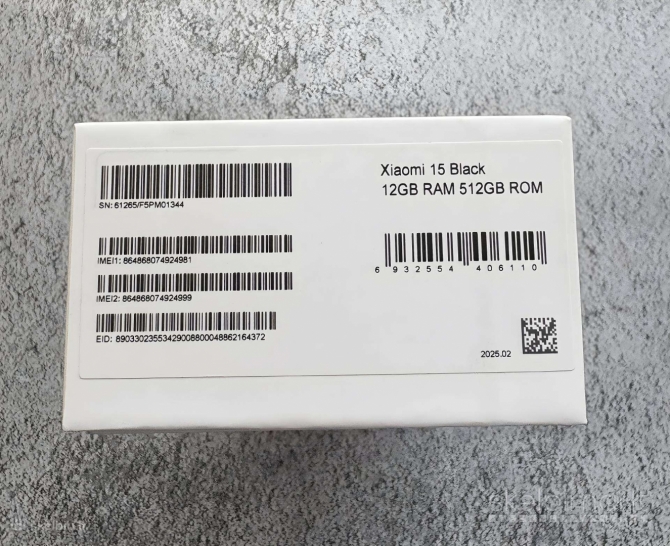 Xiaomi 15 Black
12GB RAM 512GB ROM
SN: 61265/F5PM01344
IMEI1: 864868074924981
IMEI2: 864868074924999
EID: 89033023553429008800048862164372
6 932554 406110
2025.02